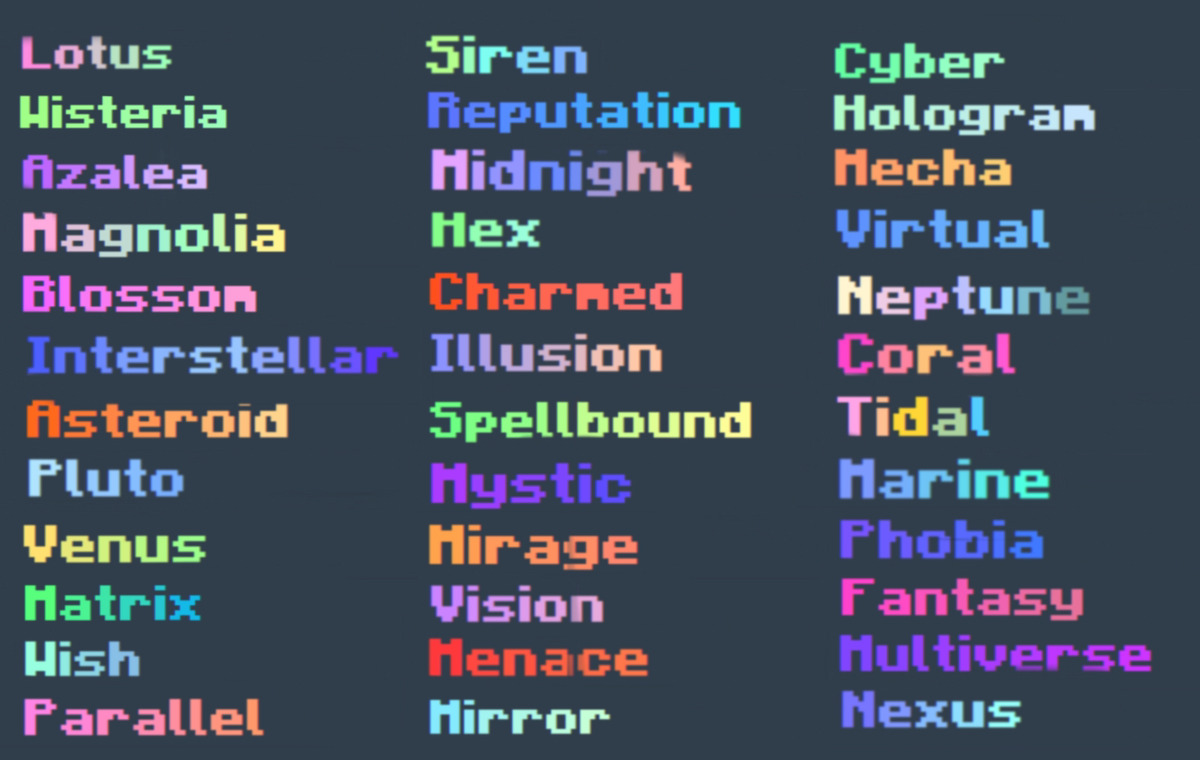 Lotus
Wisteria
Azalea
Magnolia
Blossom
Interstellar
Asteroid
Pluto
Venus
Matrix
Wish
Parallel
Siren
Reputation
Midnight
Hex
Charmed
Illusion
Spellbound
Mystic
Mirage
Vision
Menace
Mirror
Cyber
Hologram
Mecha
Virtual
Neptune
Coral
Tidal
Marine
Phobia
Fantasy
Multiverse
Nexus